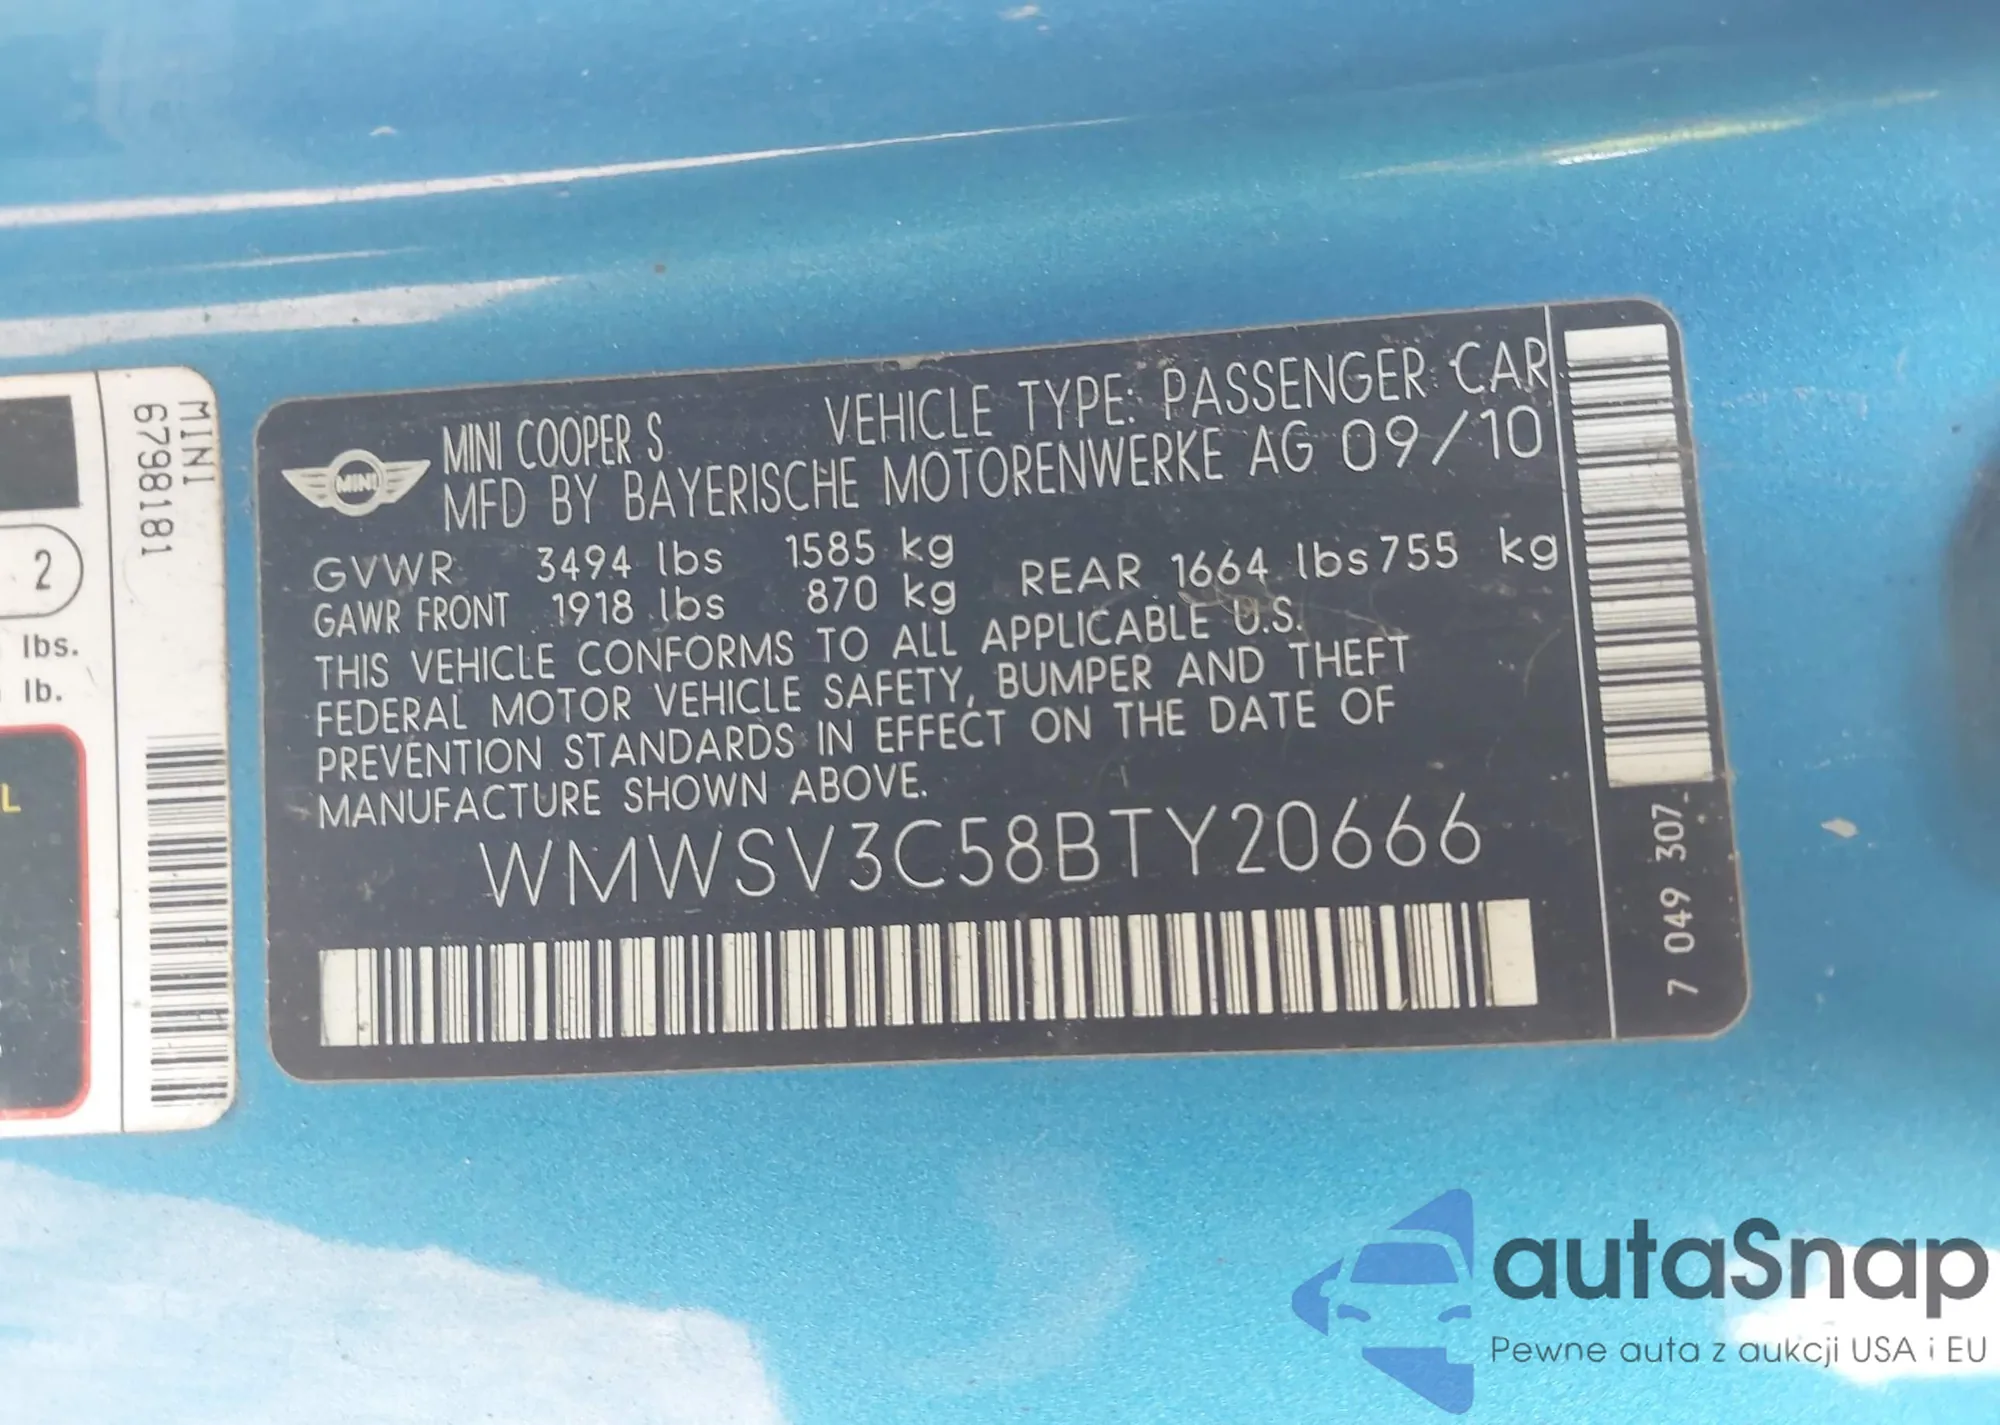 MINI
6798181
2
lbs.
lb.
L
MINI
MINI COOPER S
VEHICLE TYPE: PASSENGER CAR
MFD BY BAYERISCHE MOTORENWERKE AG 09/10
GVWR 3494 lbs 1585 kg
GAWR FRONT 1918 lbs 870 kg REAR 1664 lbs 755 kg
THIS VEHICLE CONFORMS TO ALL APPLICABLE U.S.
FEDERAL MOTOR VEHICLE SAFETY, BUMPER AND THEFT
PREVENTION STANDARDS IN EFFECT ON THE DATE OF
MANUFACTURE SHOWN ABOVE.
WMWSV3C58BTY20666
7 049 307
autaSnap
Pewne auta z aukcji USA i EU